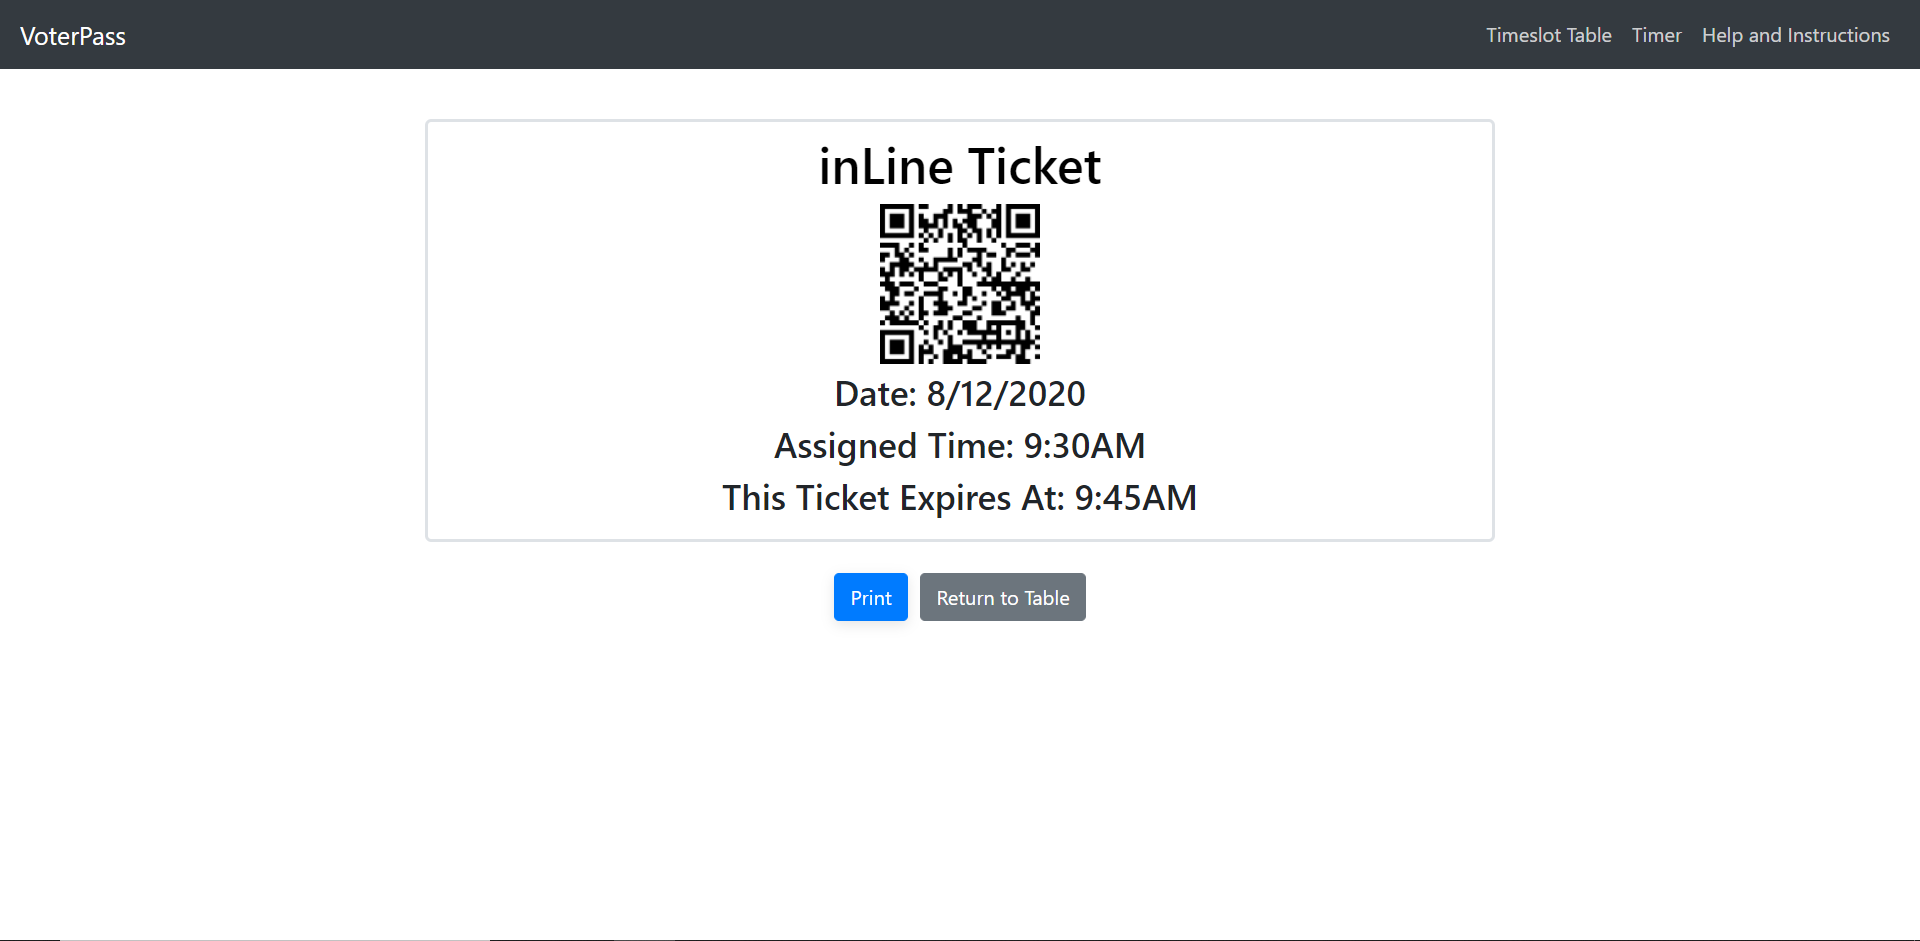 VoterPass
Timeslot Table
Timer
Help and Instructions
inLine Ticket
Date: 8/12/2020
Assigned Time: 9:30AM
This Ticket Expires At: 9:45AM
Print
Return to Table